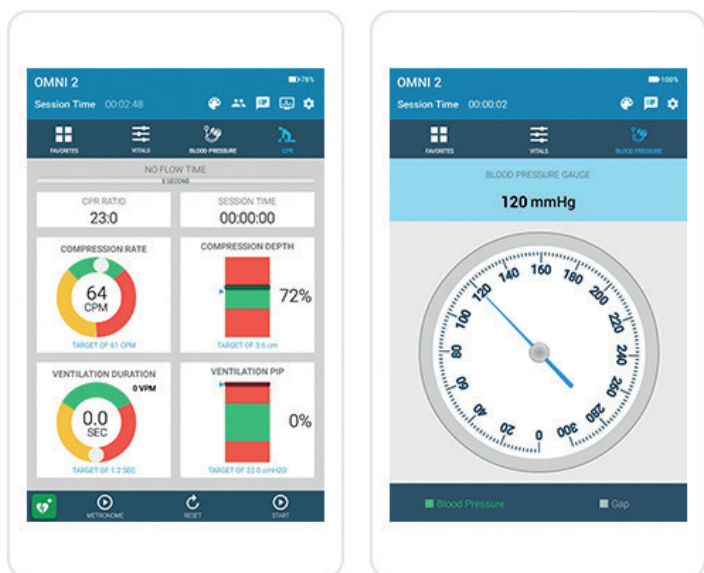 OMNI 2
78%
Session Time 00:02:48
FAVORITES
VITALS
BLOOD PRESSURE
CPR
NO FLOW TIME
8 SECOND
CPR RATIO
23:0
SESSION TIME
00:00:00
COMPRESSION RATE
64
CPM
TARGET OF 61 CPM
COMPRESSION DEPTH
72%
TARGET OF 3.6 cm
VENTILATION DURATION
0 VPM
0.0
SEC
TARGET OF 1.2 SEC
VENTILATION PIP
0%
TARGET OF 22.0 cmH2O
METRONOME
RESET
START
OMNI 2
100%
Session Time 00:00:02
FAVORITES
VITALS
BLOOD PRESSURE
BLOOD PRESSURE GAUGE
120 mmHg
0
20
40
60
80
100
120
140
160
180
200
220
240
260
280
300
Blood Pressure
Gap